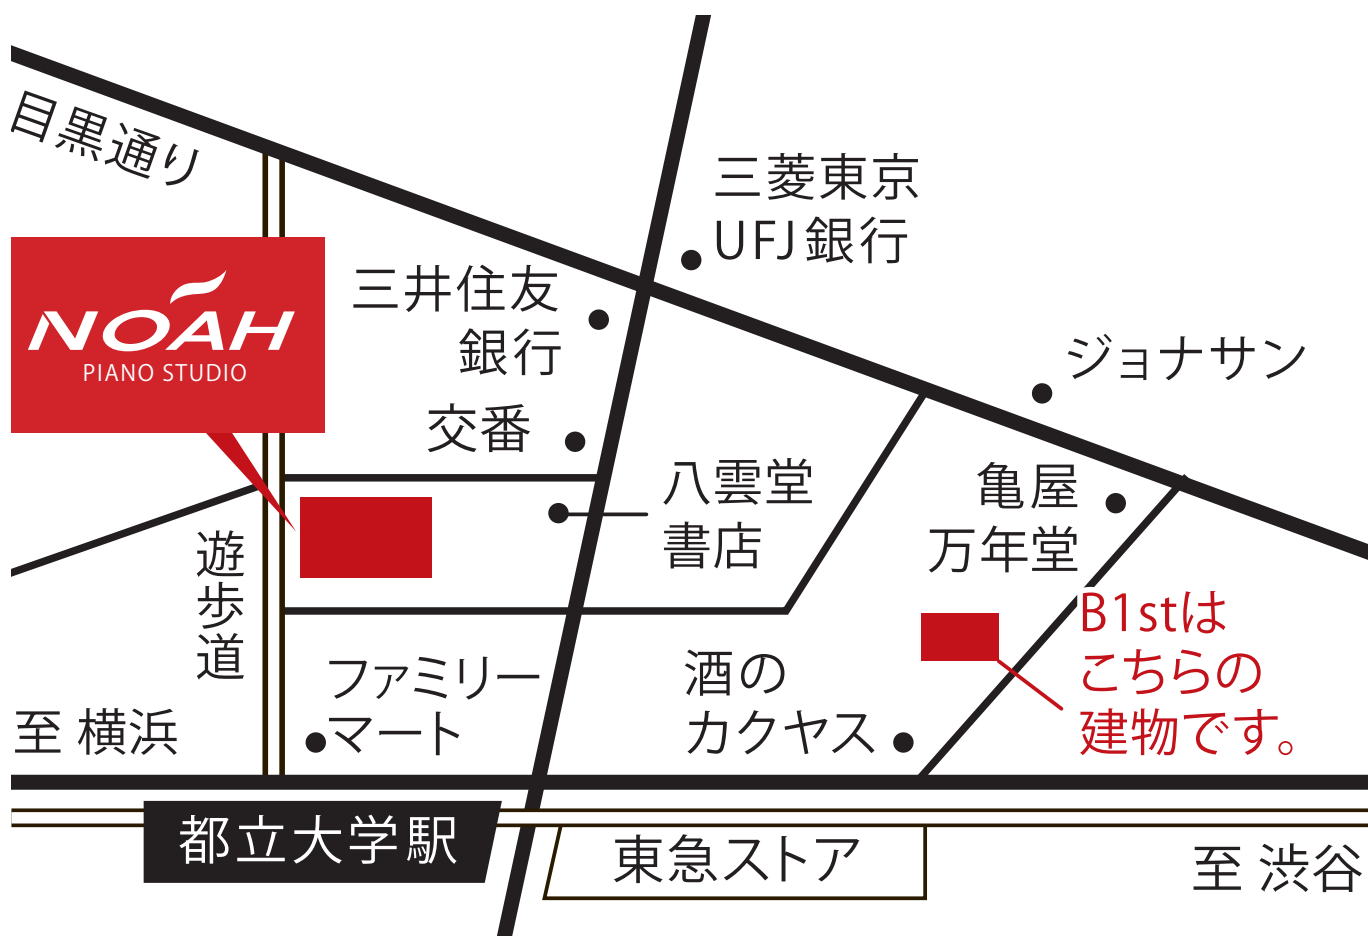 目黒通り
三菱東京
UFJ銀行
NOAH
PIANO STUDIO
三井住友
銀行
ジョナサン
交番
八雲堂
書店
亀屋
万年堂
遊歩道
B1stは
こちらの
建物です。
ファミリー
マート
酒の
カクヤス
至 横浜
都立大学駅
東急ストア
至 渋谷